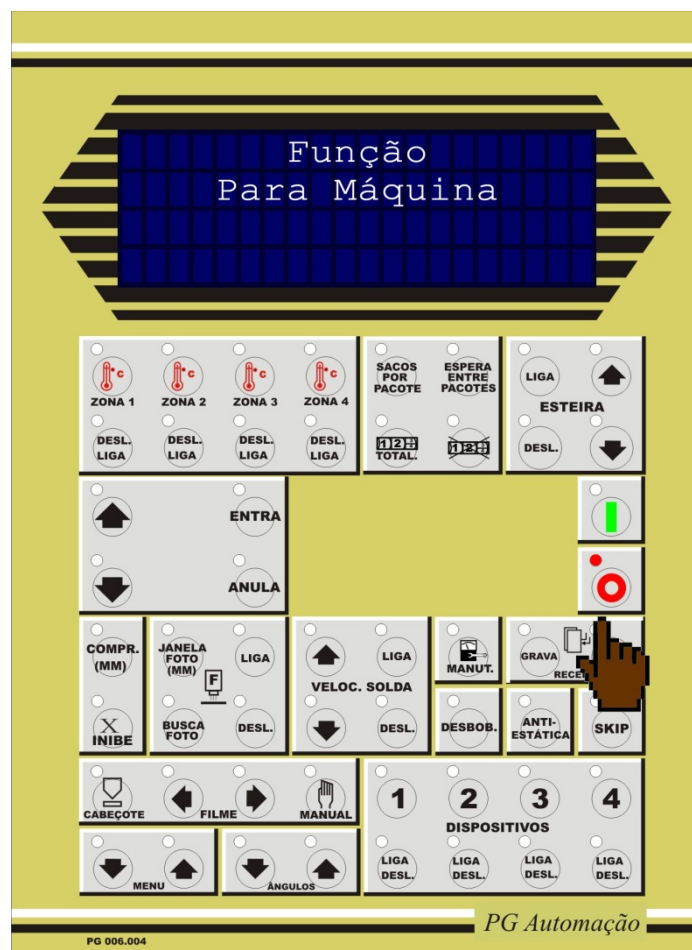 Função
Para Máquina
°C °C °C °C
ZONA 1 ZONA 2 ZONA 3 ZONA 4
DESL. LIGA DESL. LIGA DESL. LIGA DESL. LIGA
SACOS POR PACOTE
ESPERA ENTRE PACOTES
TOTAL.
LIGA
ESTEIRA
DESL.
ENTRA
ANULA
COMPR. (MM)
X
INIBE
JANELA FOTO (MM)
LIGA
F
BUSCA FOTO
DESL.
LIGA
VELOC. SOLDA
DESL.
MANUT.
GRAVA
DESBOB.
ANTI-ESTÁTICA
SKIP
CABEÇOTE
FILME
MANUAL
1 2 3 4
DISPOSITIVOS
LIGA DESL. LIGA DESL. LIGA DESL. LIGA DESL.
MENU
ÂNGULOS
PG Automação
PG 006.004